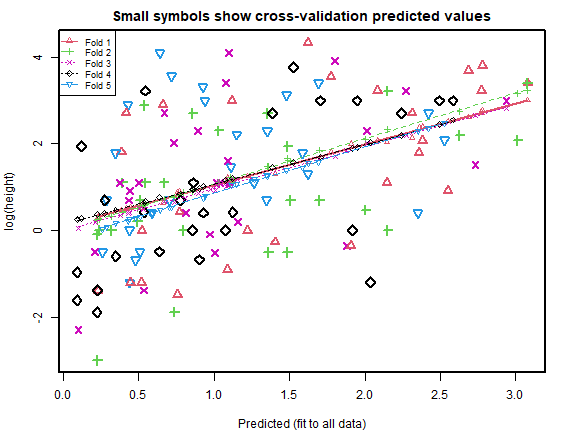 Small symbols show cross-validation predicted values
Fold 1
Fold 2
Fold 3
Fold 4
Fold 5
log(height)
4
2
0
-2
0.0 0.5 1.0 1.5 2.0 2.5 3.0
Predicted (fit to all data)